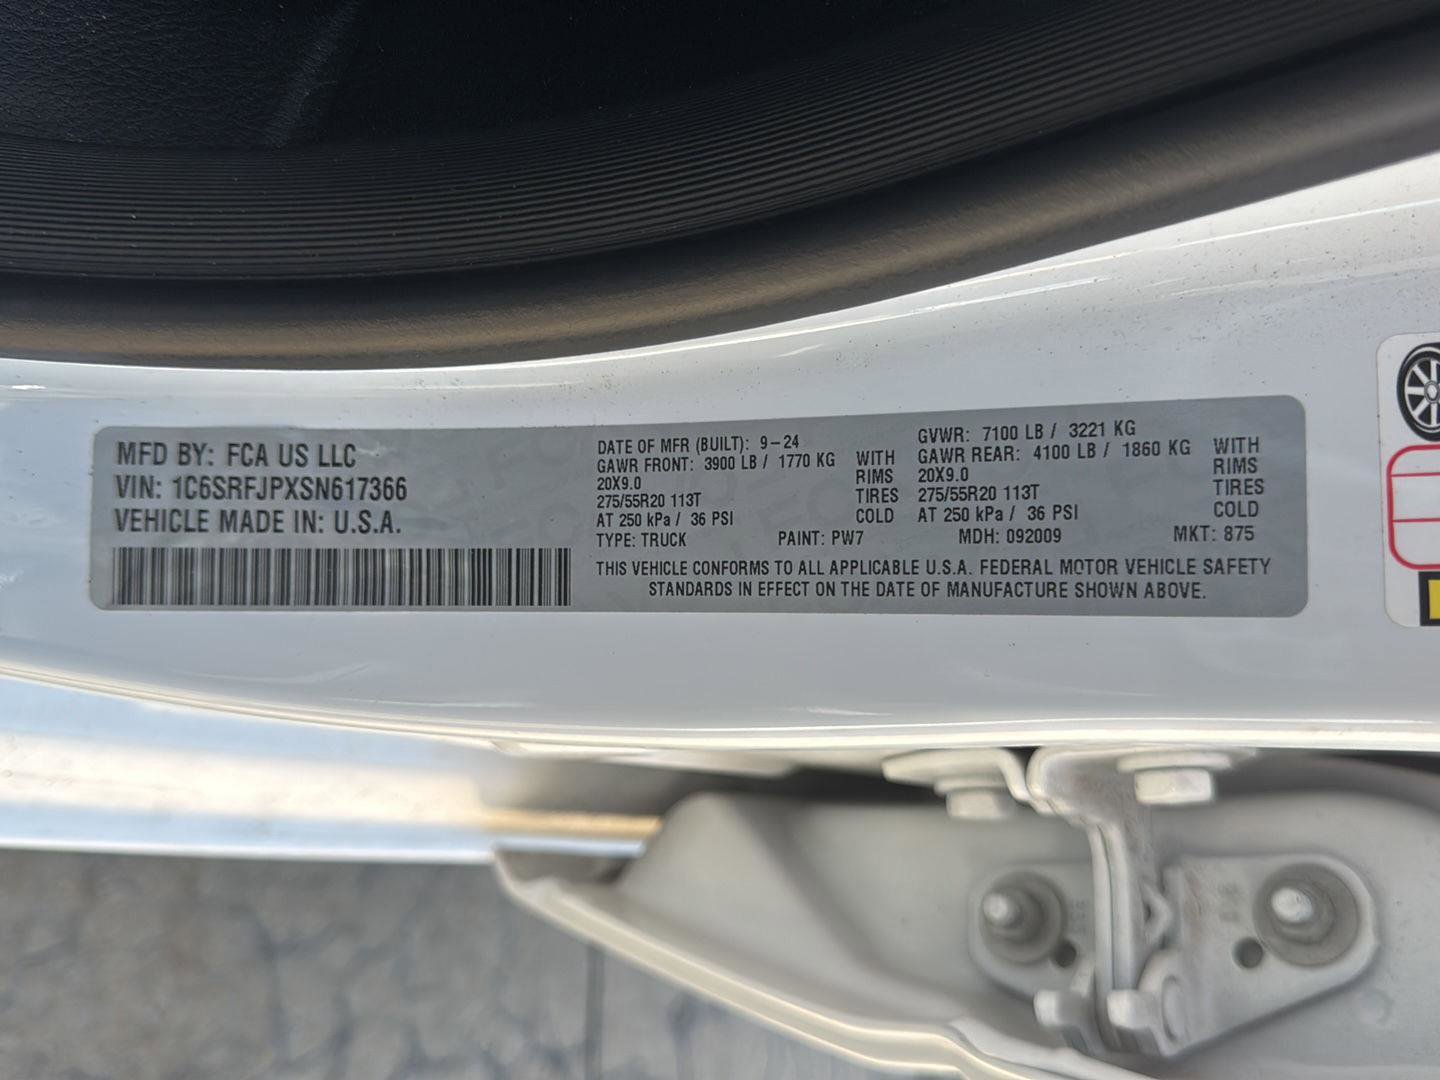 MFD BY: FCA US LLC
VIN: 1C6SRFJPXSN617366
VEHICLE MADE IN: U.S.A.
DATE OF MFR (BUILT): 9-24
GAWR FRONT: 3900 LB / 1770 KG WITH
20X9.0 RIMS
275/55R20 113T TIRES
AT 250 kPa / 36 PSI COLD
GVWR: 7100 LB / 3221 KG
GAWR REAR: 4100 LB / 1860 KG WITH
20X9.0 RIMS
275/55R20 113T TIRES
AT 250 kPa / 36 PSI COLD
TYPE: TRUCK PAINT: PW7 MDH: 092009 MKT: 875
THIS VEHICLE CONFORMS TO ALL APPLICABLE U.S.A. FEDERAL MOTOR VEHICLE SAFETY
STANDARDS IN EFFECT ON THE DATE OF MANUFACTURE SHOWN ABOVE.